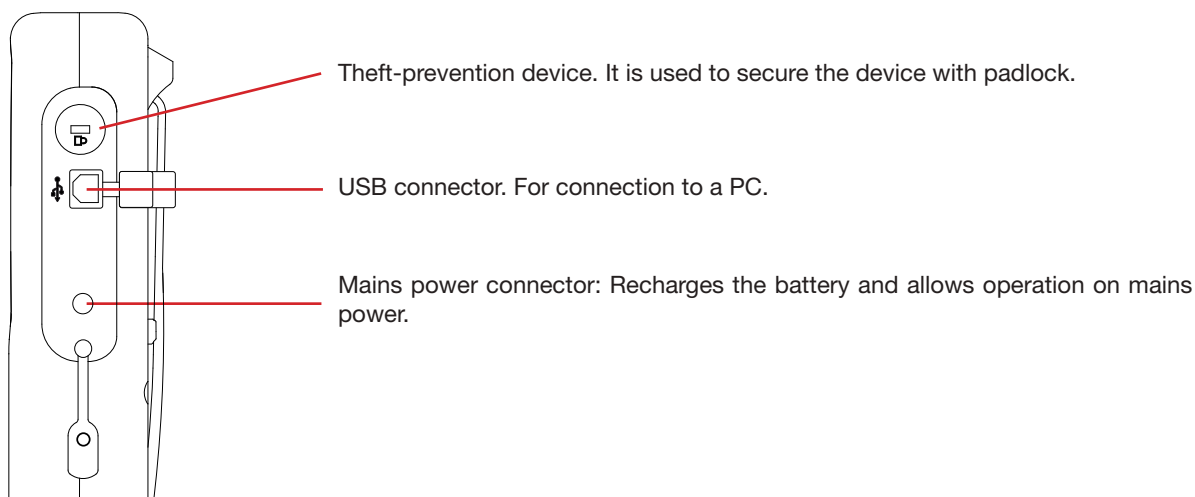 Theft-prevention device. It is used to secure the device with padlock.
USB connector. For connection to a PC.
Mains power connector: Recharges the battery and allows operation on mains
power.